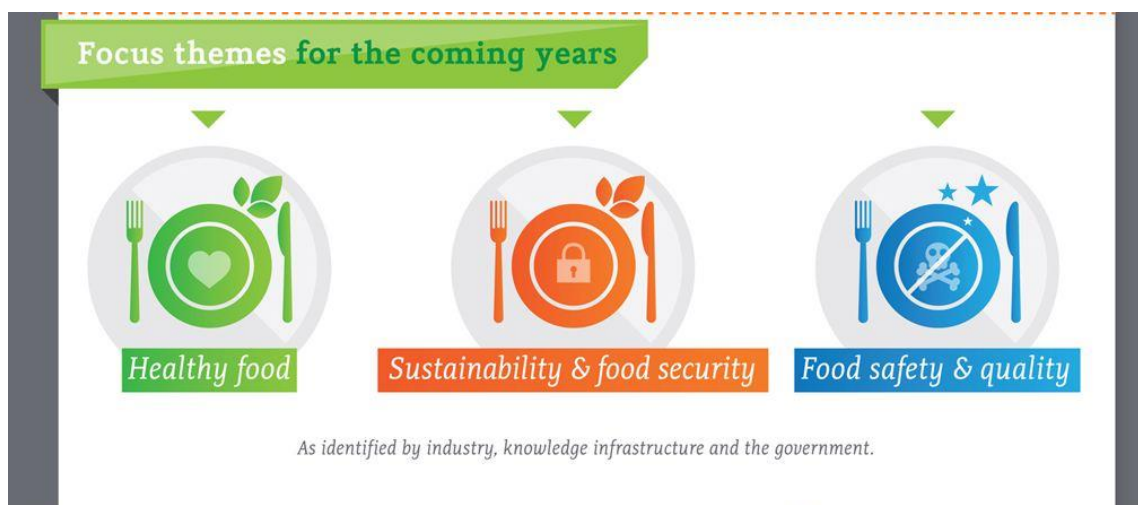 Focus themes for the coming years
Healthy food
Sustainability & food security
Food safety & quality
As identified by industry, knowledge infrastructure and the government.